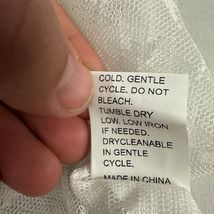 COLD. GENTLE
CYCLE. DO NOT
BLEACH.
TUMBLE DRY
LOW. LOW IRON
IF NEEDED.
DRYCLEANABLE
IN GENTLE
CYCLE.
MADE IN CHINA